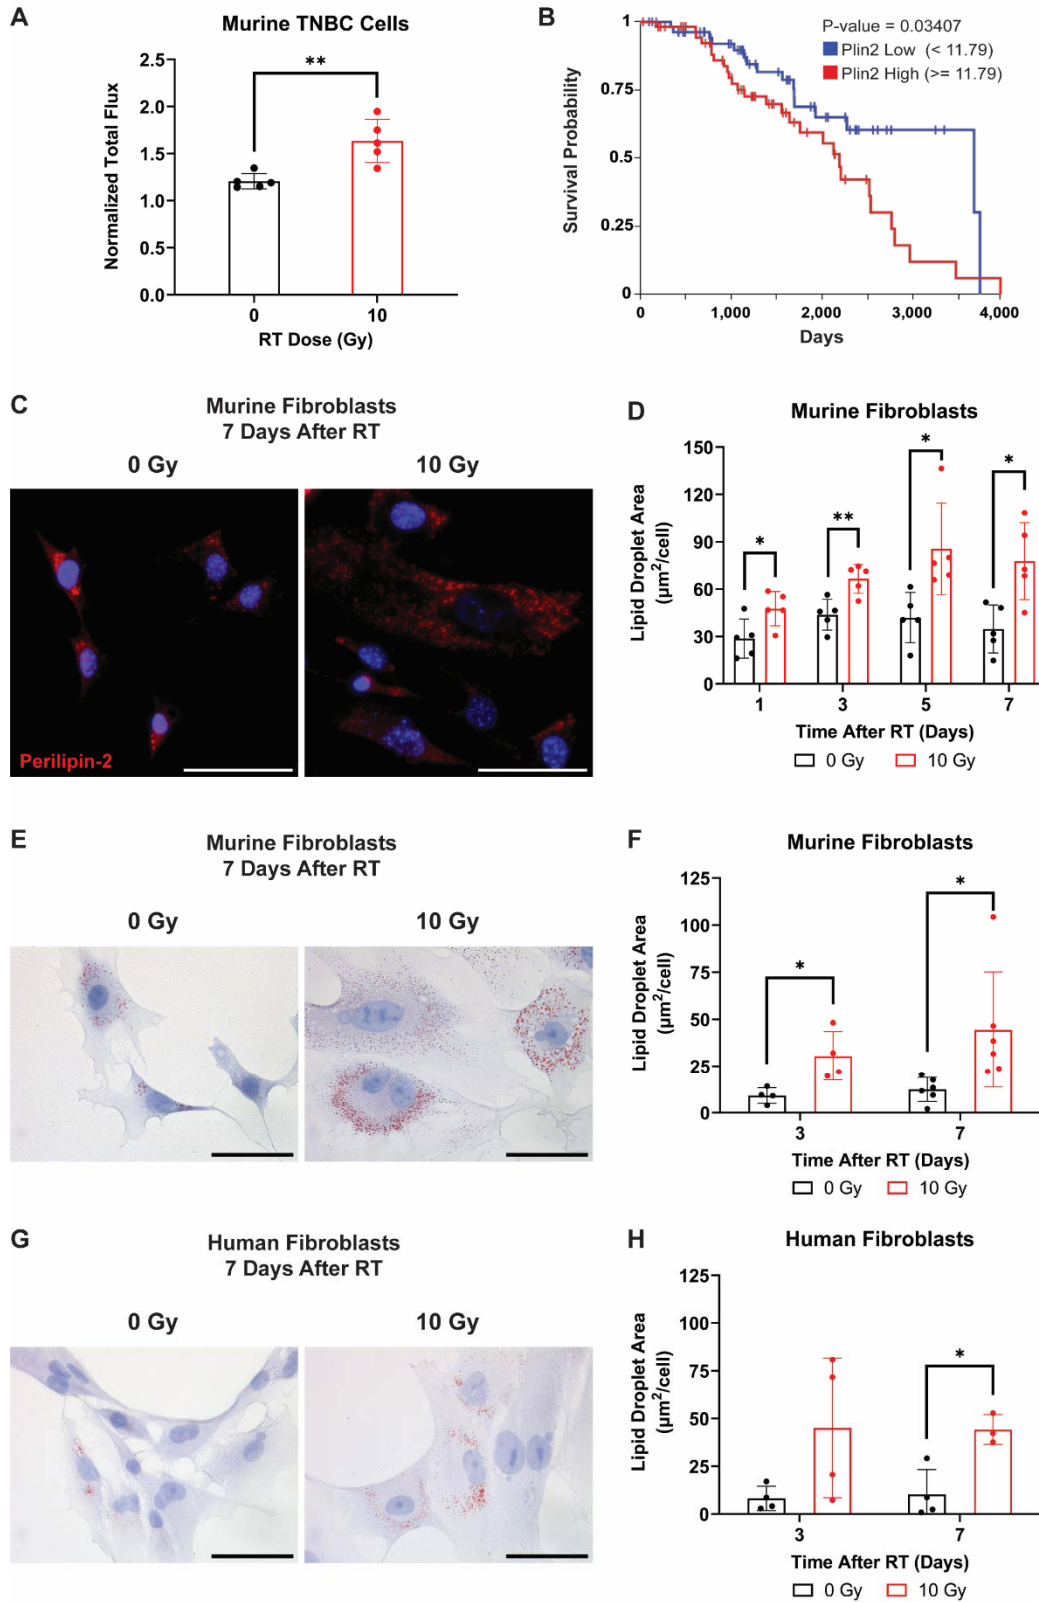 A
Murine TNBC Cells
Normalized Total Flux
2.5
2.0
1.5
1.0
0.5
0.0
**
0
10
RT Dose (Gy)
B
P-value = 0.03407
Plin2 Low (< 11.79)
Plin2 High (>= 11.79)
Survival Probability
1
0.75
0.5
0.25
0
0
1,000
2,000
3,000
4,000
Days
C
Murine Fibroblasts
7 Days After RT
0 Gy
10 Gy
Perilipin-2
D
Murine Fibroblasts
Lipid Droplet Area
(µm²/cell)
150
120
90
60
30
0
*
**
*
*
1
3
5
7
Time After RT (Days)
0 Gy
10 Gy
E
Murine Fibroblasts
7 Days After RT
0 Gy
10 Gy
F
Murine Fibroblasts
Lipid Droplet Area
(µm²/cell)
125
100
75
50
25
0
*
*
3
7
Time After RT (Days)
0 Gy
10 Gy
G
Human Fibroblasts
7 Days After RT
0 Gy
10 Gy
H
Human Fibroblasts
Lipid Droplet Area
(µm²/cell)
125
100
75
50
25
0
*
3
7
Time After RT (Days)
0 Gy
10 Gy